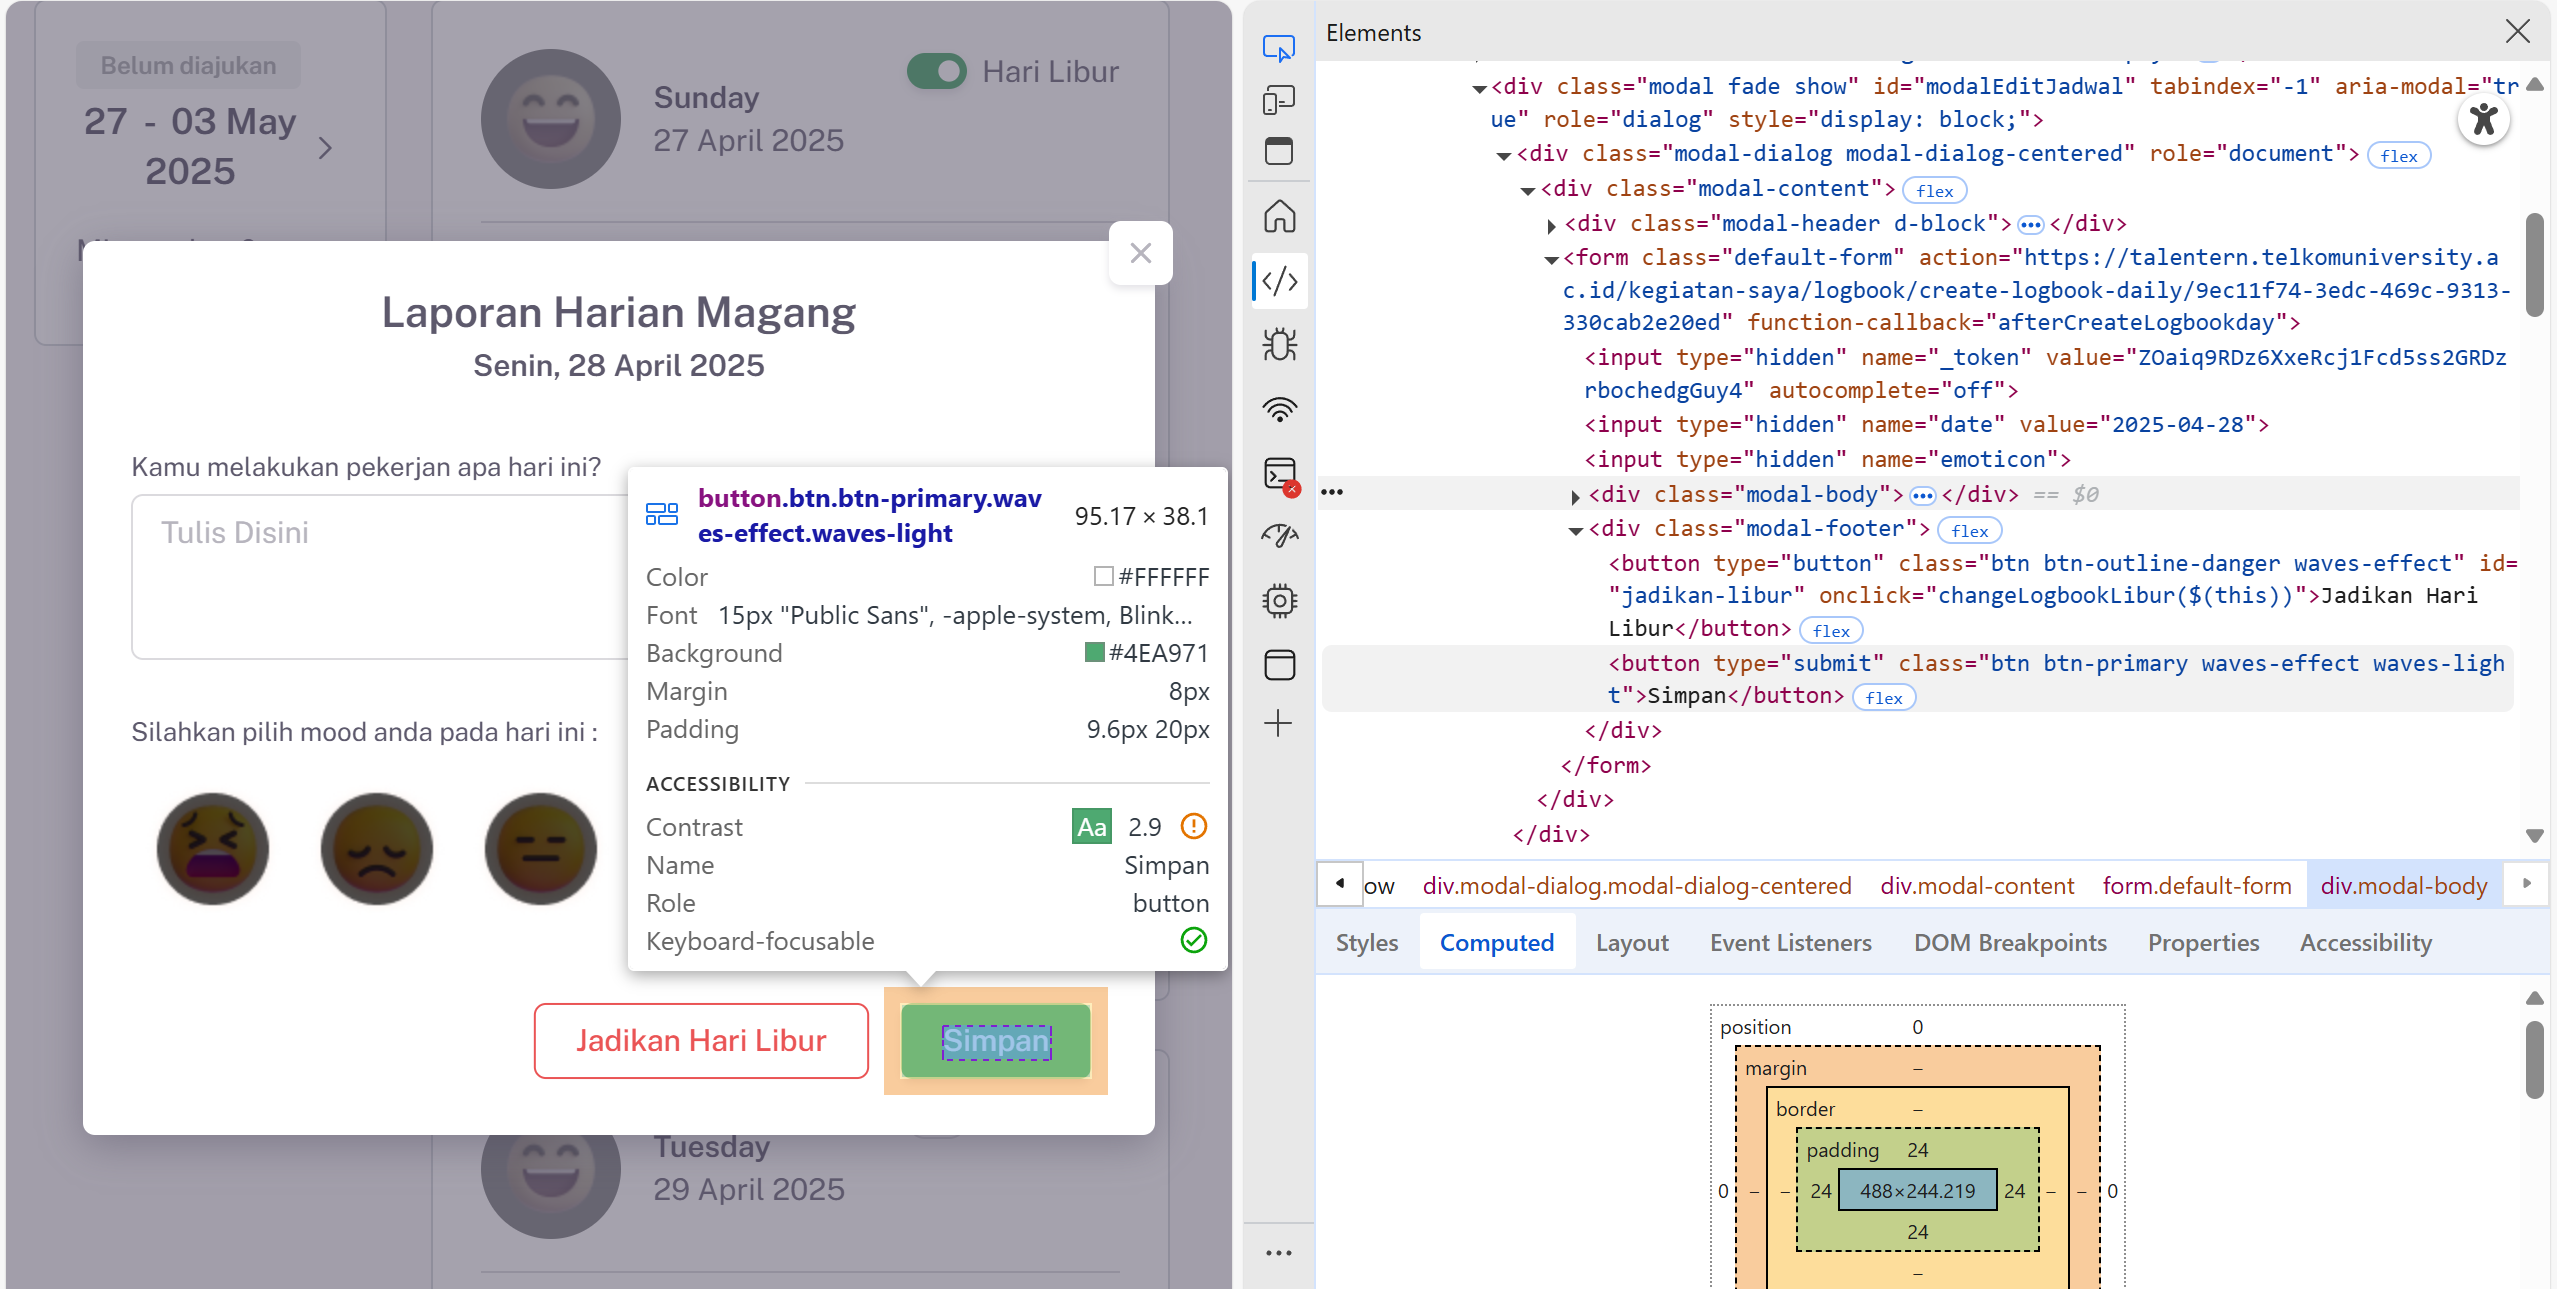 Belum diajukan
27 - 03 May
2025
Sunday
27 April 2025
Hari Libur
Laporan Harian Magang
Senin, 28 April 2025
Kamu melakukan pekerjan apa hari ini?
Tulis Disini
Silahkan pilih mood anda pada hari ini :
button.btn.btn-primary.wav
es-effect.waves-light
95.17 × 38.1
Color #FFFFFF
Font 15px "Public Sans", -apple-system, Blink...
Background #4EA971
Margin 8px
Padding 9.6px 20px
ACCESSIBILITY
Contrast Aa 2.9
Name Simpan
Role button
Keyboard-focusable
Jadikan Hari Libur
Simpan
Tuesday
29 April 2025
Elements
<div class="modal fade show" id="modalEditJadwal" tabindex="-1" aria-modal="tr
ue" role="dialog" style="display: block;">
<div class="modal-dialog modal-dialog-centered" role="document"> flex
<div class="modal-content"> flex
<div class="modal-header d-block"> ••• </div>
<form class="default-form" action="https://talentern.telkomuniversity.a
c.id/kegiatan-saya/logbook/create-logbook-daily/9ec11f74-3edc-469c-9313-
330cab2e20ed" function-callback="afterCreateLogbookday">
<input type="hidden" name="_token" value="ZOaiq9RDz6XxeRcj1Fcd5ss2GRDz
rbochedgGuy4" autocomplete="off">
<input type="hidden" name="date" value="2025-04-28">
<input type="hidden" name="emoticon">
••• <div class="modal-body"> ••• </div> == $0
<div class="modal-footer"> flex
<button type="button" class="btn btn-outline-danger waves-effect" id=
"jadikan-libur" onclick="changeLogbookLibur($(this))">Jadikan Hari
Libur</button> flex
<button type="submit" class="btn btn-primary waves-effect waves-ligh
t">Simpan</button> flex
</div>
</form>
</div>
</div>
ow div.modal-dialog.modal-dialog-centered div.modal-content form.default-form div.modal-body
Styles Computed Layout Event Listeners DOM Breakpoints Properties Accessibility
position 0
margin –
border –
padding 24
0 – – 24 488×244.219 24 – – 0
24
–